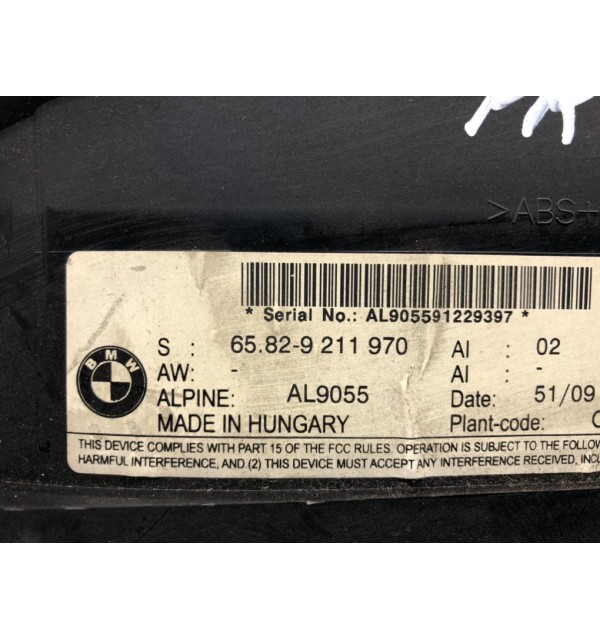 >ABS+
* Serial No.: AL905591229397 *
BMW
S : 65.82-9 211 970 AI : 02
AW: - AI : -
ALPINE: AL9055 Date: 51/09
MADE IN HUNGARY Plant-code:
THIS DEVICE COMPLIES WITH PART 15 OF THE FCC RULES. OPERATION IS SUBJECT TO THE FOLLOW
HARMFUL INTERFERENCE, AND (2) THIS DEVICE MUST ACCEPT ANY INTERFERENCE RECEIVED, INCL